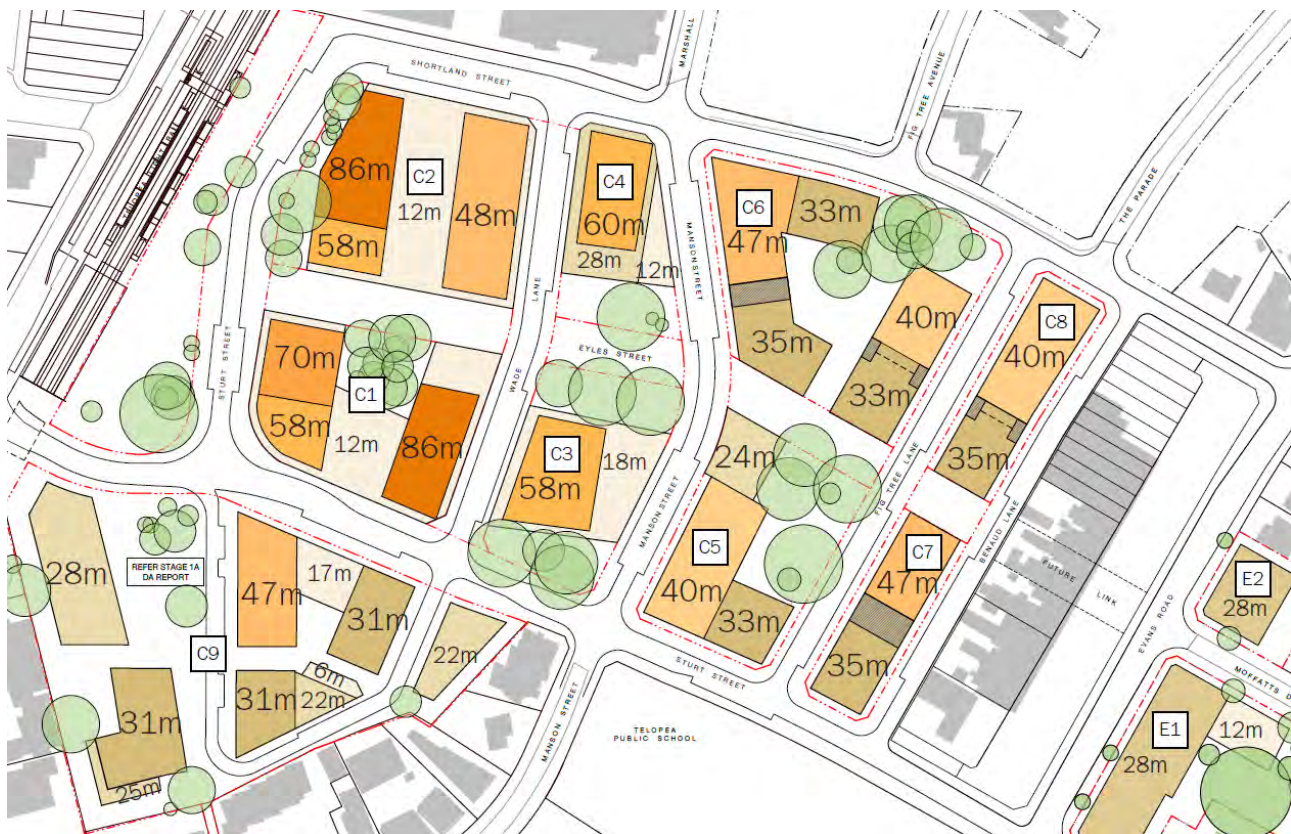 SHORTLAND STREET
MARSHALL
FIG TREE AVENUE
THE PARADE
86m
C2
12m
48m
58m
C4
60m
28m
12m
MANSON STREET
C6
47m
33m
35m
40m
33m
C8
40m
35m
STURT STREET
WADE LANE
EYLES STREET
70m
C1
58m
12m
86m
C3
58m
18m
MANSON STREET
24m
C5
40m
33m
FIG TREE LANE
C7
47m
35m
BENAUD LANE
FUTURE LINK
EVANS ROAD
E2
28m
MOFFATTS D
E1
12m
28m
28m
REFER STAGE 1A
DA REPORT
47m
17m
31m
C9
31m
6m
22m
22m
31m
25m
STURT STREET
MANSON STREET
TELOPEA
PUBLIC SCHOOL